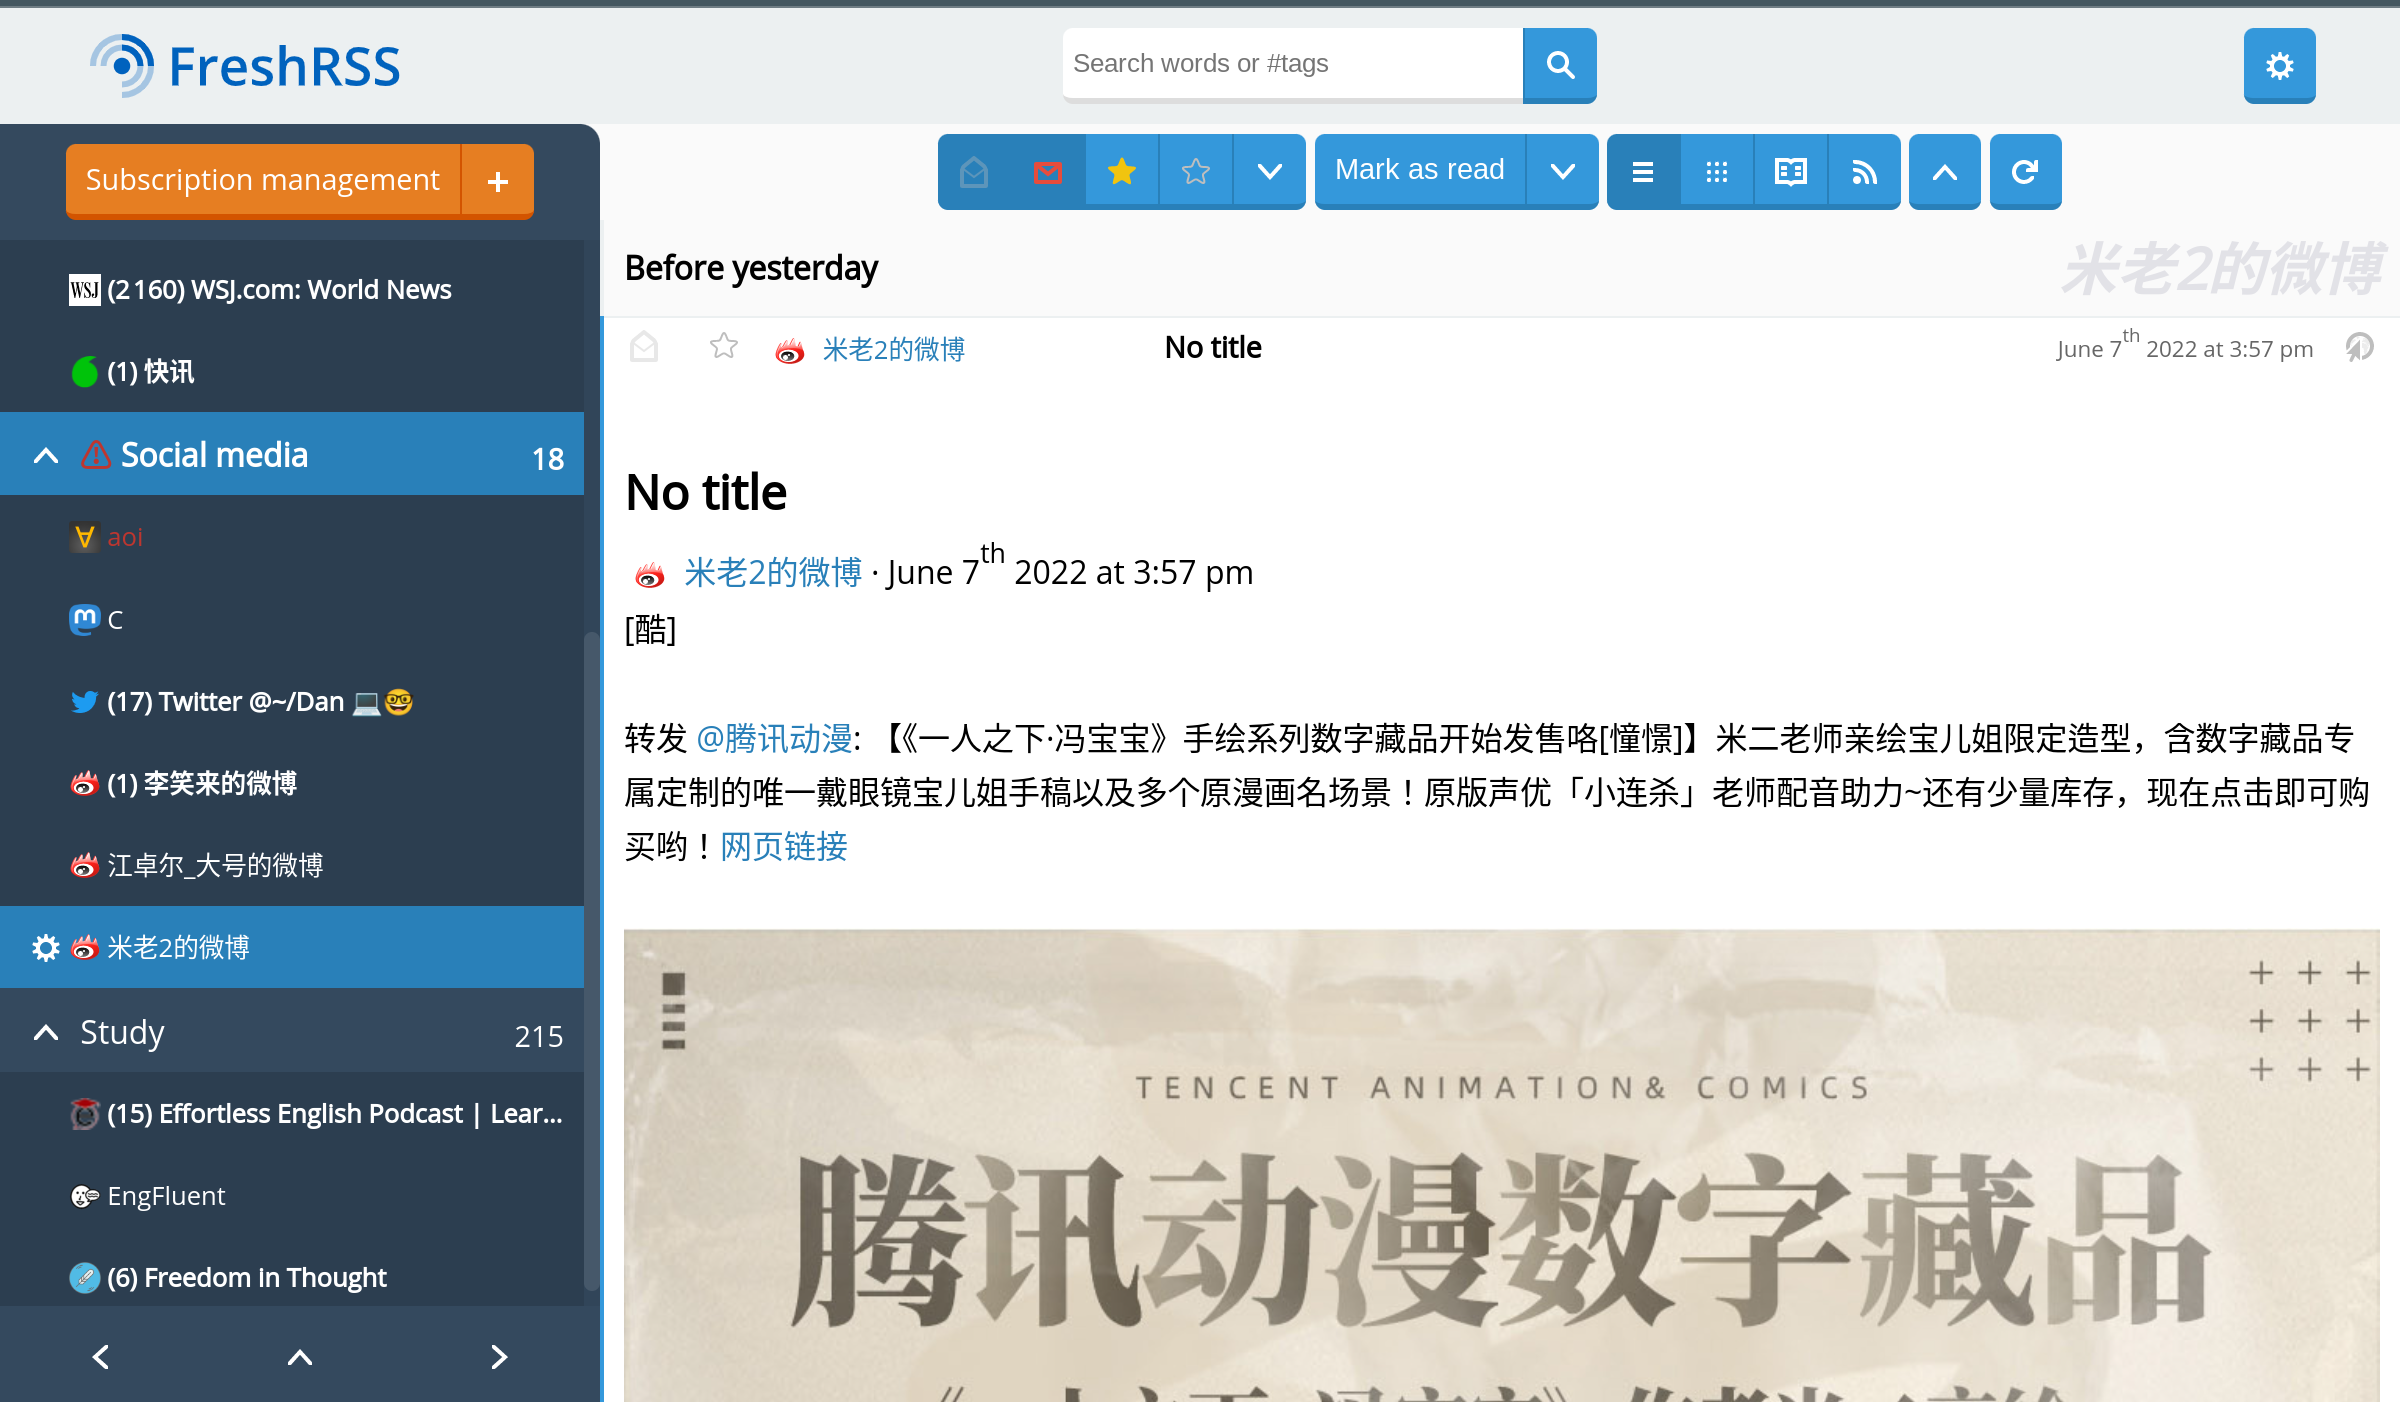 FreshRSS
Search words or #tags
Subscription management
Mark as read
(2160) WSJ.com: World News
(1) 快讯
Social media 18
aoi
C
(17) Twitter @~/Dan 💻🤓
(1) 李笑来的微博
江卓尔_大号的微博
米老2的微博
Study 215
(15) Effortless English Podcast | Lear...
EngFluent
(6) Freedom in Thought
Before yesterday
米老2的微博
米老2的微博 No title June 7th 2022 at 3:57 pm
No title
米老2的微博 · June 7th 2022 at 3:57 pm
[酷]
转发 @腾讯动漫: 【《一人之下·冯宝宝》手绘系列数字藏品开始发售咯[憧憬]】米二老师亲绘宝儿姐限定造型，含数字藏品专
属定制的唯一戴眼镜宝儿姐手稿以及多个原漫画名场景！原版声优「小连杀」老师配音助力~还有少量库存，现在点击即可购
买哟！网页链接
TENCENT ANIMATION& COMICS
腾讯动漫数字藏品